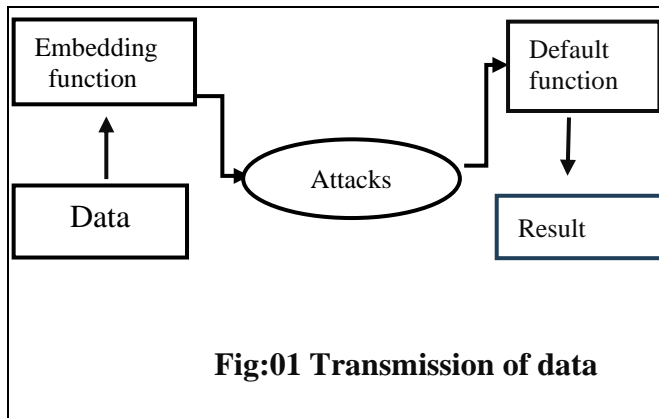 Embedding
function
Default
function
Attacks
Data
Result
Fig:01 Transmission of data